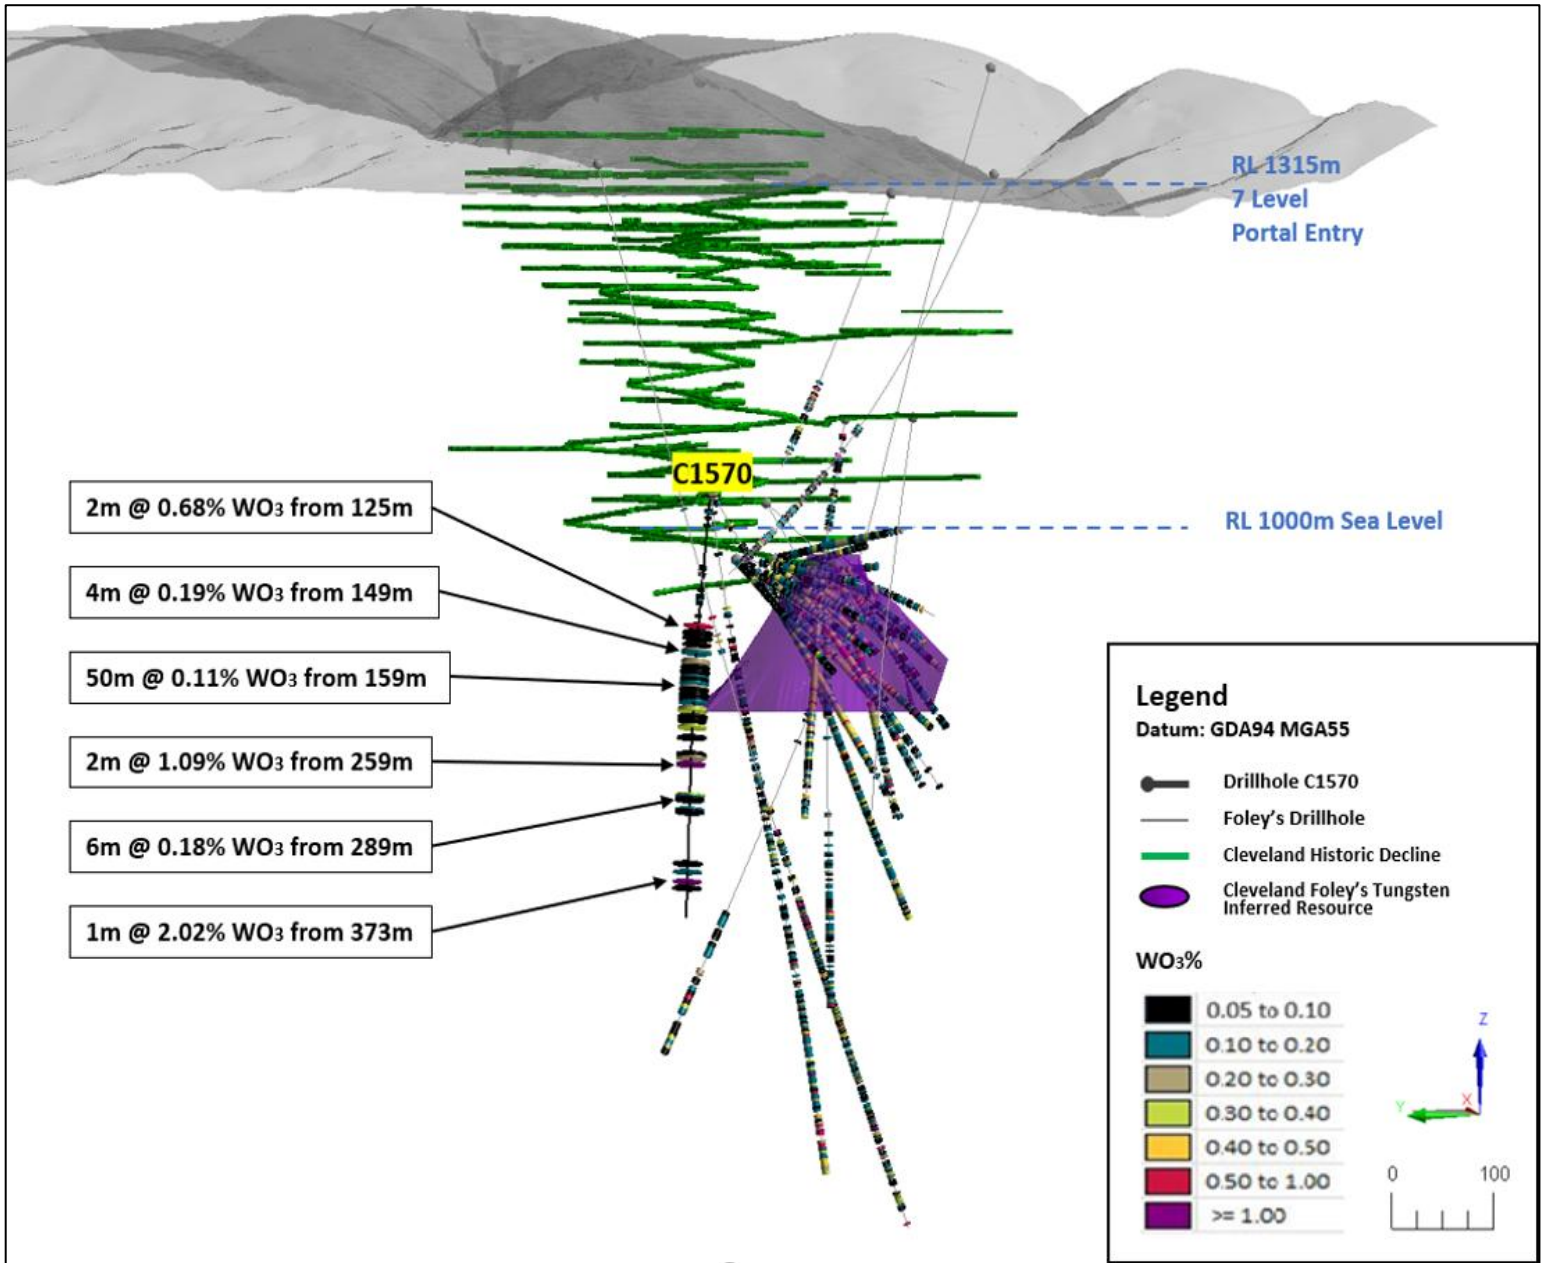 RL 1315m
7 Level
Portal Entry
C1570
2m @ 0.68% WO₃ from 125m
RL 1000m Sea Level
4m @ 0.19% WO₃ from 149m
50m @ 0.11% WO₃ from 159m
2m @ 1.09% WO₃ from 259m
6m @ 0.18% WO₃ from 289m
1m @ 2.02% WO₃ from 373m
Legend
Datum: GDA94 MGA55
Drillhole C1570
Foley's Drillhole
Cleveland Historic Decline
Cleveland Foley's Tungsten
Inferred Resource
WO₃%
0.05 to 0.10
0.10 to 0.20
0.20 to 0.30
0.30 to 0.40
0.40 to 0.50
0.50 to 1.00
>= 1.00
Z
Y
X
0 100